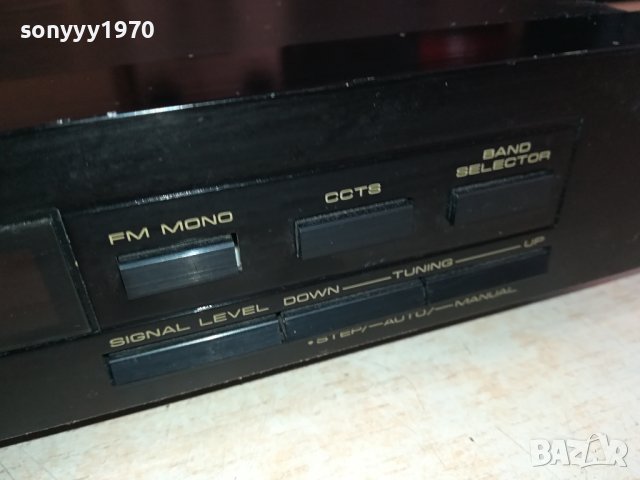 sonyyy1970
BAND
SELECTOR
CCTS
FM MONO
SIGNAL LEVEL DOWN — TUNING — UP
•STEP/—AUTO/—MANUAL
BAZAR